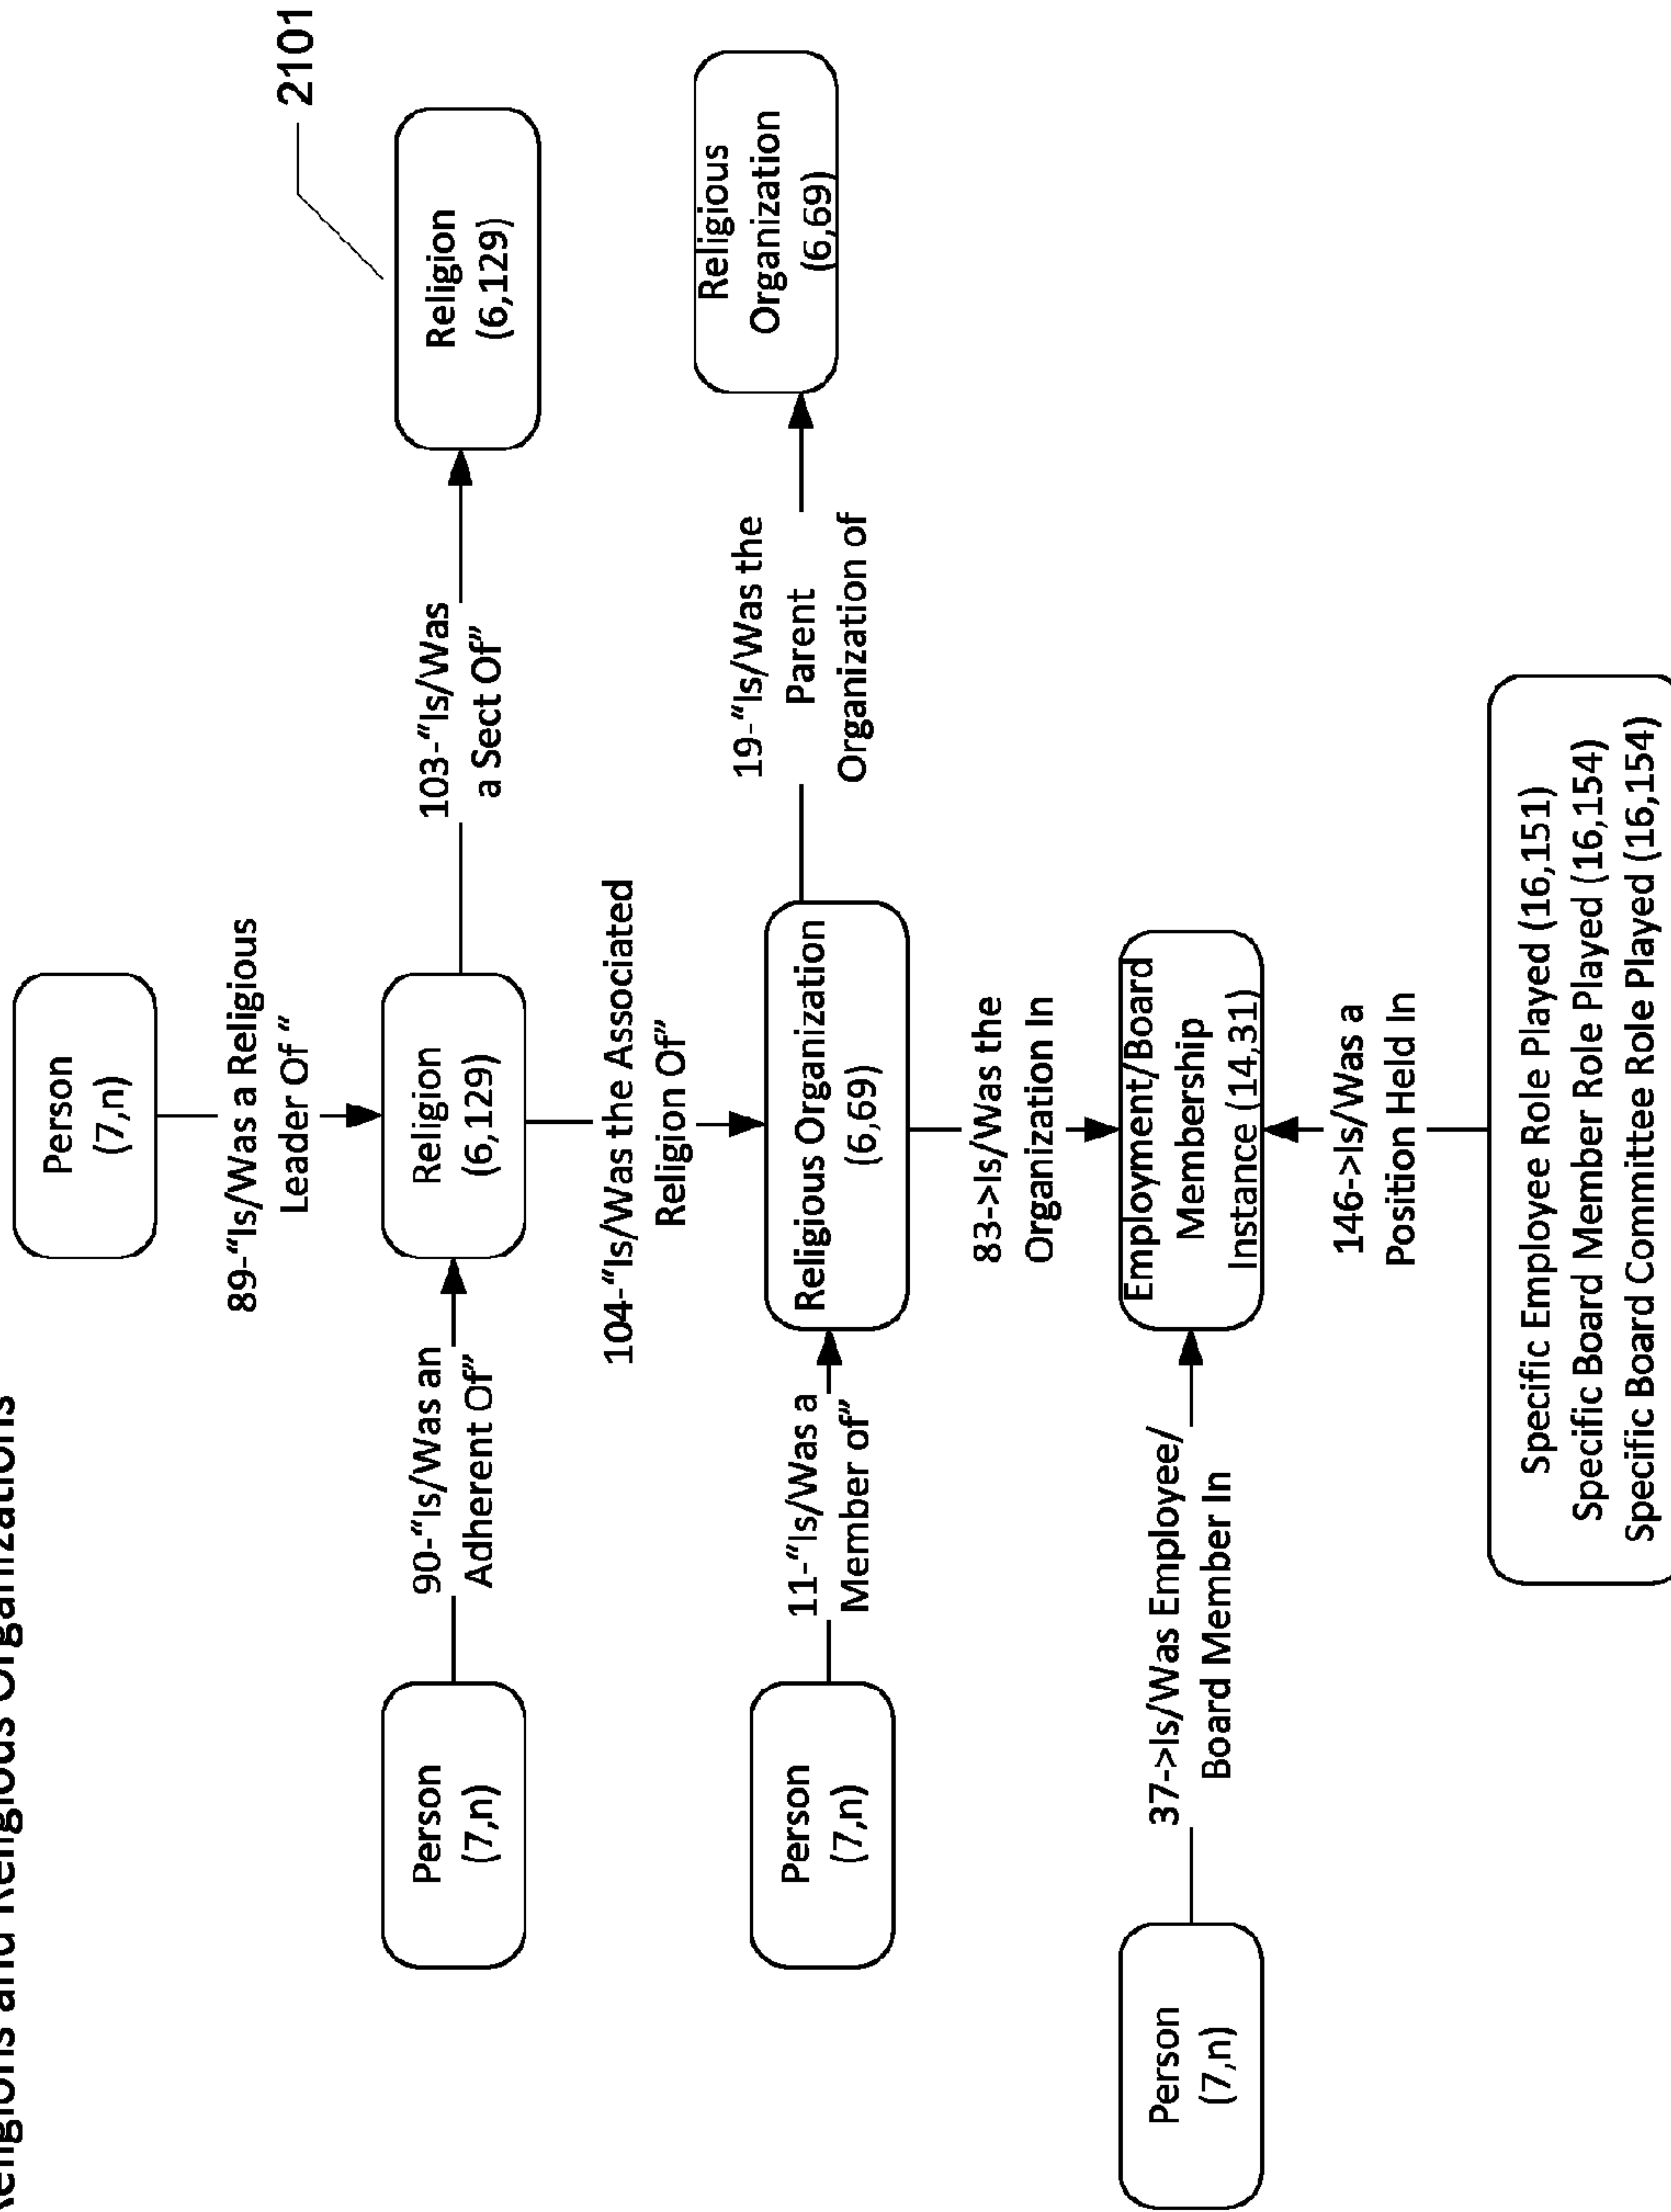 Religions and Religious Organizations
Person
(7,n)
2101
89-"Is/Was a Religious
Leader Of "
Person
(7,n)
90-"Is/Was an
Adherent Of"
Religion
(6,129)
103-"Is/Was
a Sect Of"
Religion
(6,129)
104-"Is/Was the Associated
Religion Of"
Person
(7,n)
11-"Is/Was a
Member of"
Religious Organization
(6,69)
19-"Is/Was the
Parent
Organization of
Religious
Organization
(6,69)
83->Is/Was the
Organization In
Person
(7,n)
37->Is/Was Employee/
Board Member In
Employment/Board
Membership
Instance (14,31)
146->Is/Was a
Position Held In
Specific Employee Role Played (16,151)
Specific Board Member Role Played (16,154)
Specific Board Committee Role Played (16,154)